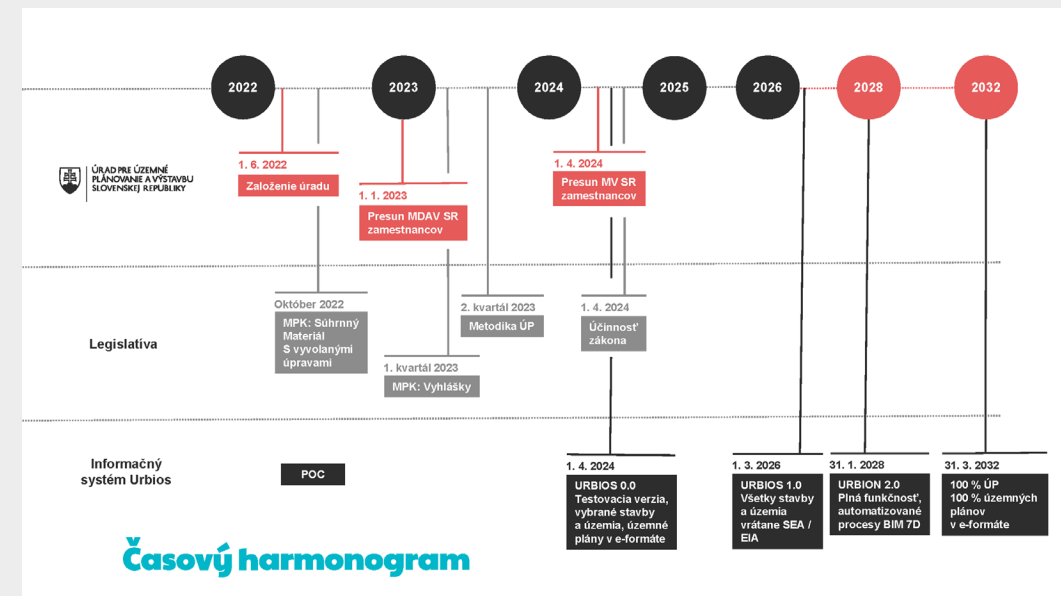 2022
2023
2024
2025
2026
2028
2032
ÚRAD PRE ÚZEMNÉ
PLÁNOVANIE A VÝSTAVBU
SLOVENSKEJ REPUBLIKY
1. 6. 2022
Založenie úradu
1. 1. 2023
Presun MDAV SR
zamestnancov
1. 4. 2024
Presun MV SR
zamestnancov
Legislatíva
Október 2022
MPK: Súhrnný
Materiál
S vyvolanými
úpravami
1. kvartál 2023
MPK: Vyhlášky
2. kvartál 2023
Metodika ÚP
1. 4. 2024
Účinnosť
zákona
Informačný
systém Urbios
POC
1. 4. 2024
URBIOS 0.0
Testovacia verzia,
vybrané stavby
a územia, územné
plány v e-formáte
1. 3. 2026
URBIOS 1.0
Všetky stavby
a územia
vrátane SEA /
EIA
31. 1. 2028
URBION 2.0
Plná funkčnosť,
automatizované
procesy BIM 7D
31. 3. 2032
100 % ÚP
100 % územných
plánov
v e-formáte
Časový harmonogram